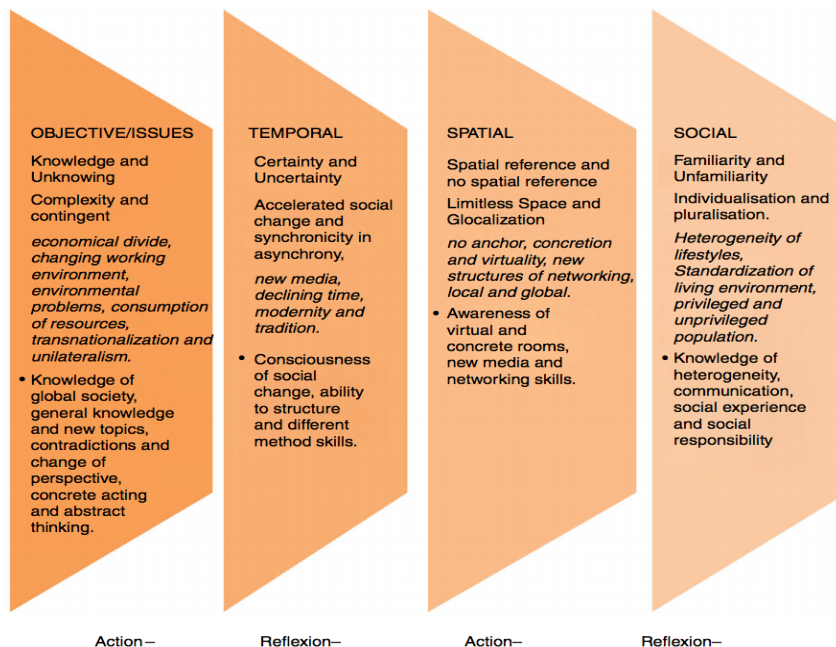 OBJECTIVE/ISSUES
Knowledge and
Unknowing
Complexity and
contingent
economical divide,
changing working
environment,
environmental
problems, consumption
of resources,
transnationalization and
unilateralism.
• Knowledge of
global society,
general knowledge
and new topics,
contradictions and
change of
perspective,
concrete acting
and abstract
thinking.
TEMPORAL
Certainty and
Uncertainty
Accelerated social
change and
synchronicity in
asynchrony,
new media,
declining time,
modernity and
tradition.
• Consciousness
of social
change, ability
to structure
and different
method skills.
SPATIAL
Spatial reference and
no spatial reference
Limitless Space and
Glocalization
no anchor, concretion
and virtuality, new
structures of networking,
local and global.
• Awareness of
virtual and
concrete rooms,
new media and
networking skills.
SOCIAL
Familiarity and
Unfamiliarity
Individualisation and
pluralisation.
Heterogeneity of
lifestyles,
Standardization of
living environment,
privileged and
unprivileged
population.
• Knowledge of
heterogeneity,
communication,
social experience
and social
responsibility
Action–
Reflexion–
Action–
Reflexion–